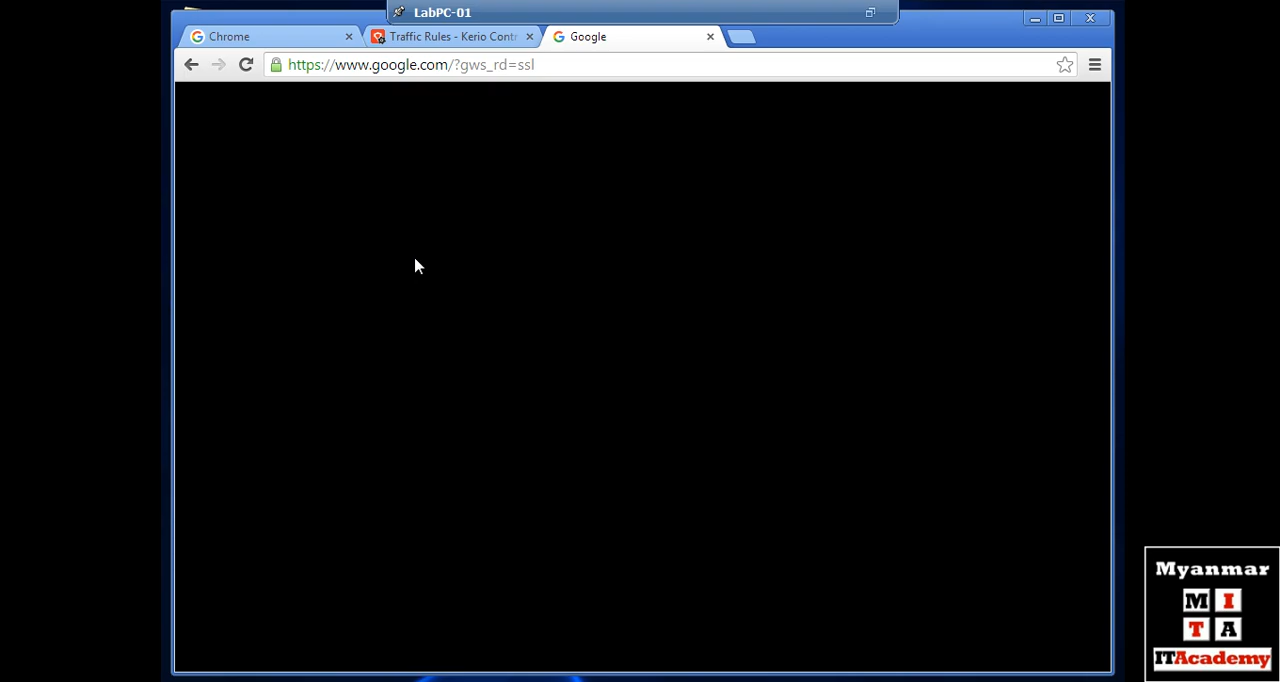 LabPC-01
Chrome
Traffic Rules - Kerio Contr
Google
https://www.google.com/?gws_rd=ssl
Myanmar
M I
T A
ITAcademy